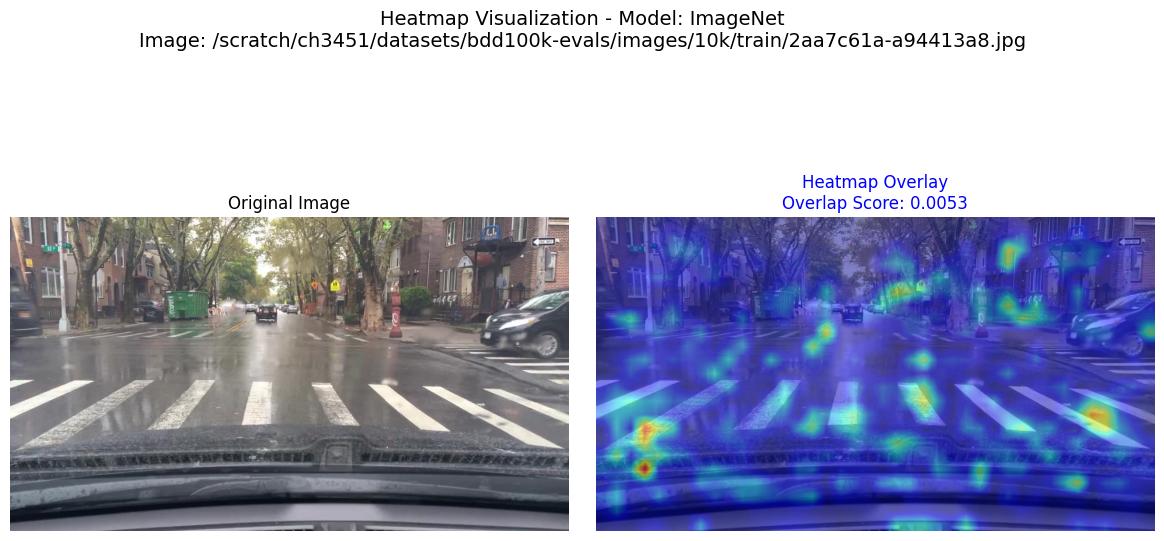 Heatmap Visualization - Model: ImageNet
Image: /scratch/ch3451/datasets/bdd100k-evals/images/10k/train/2aa7c61a-a94413a8.jpg
Original Image
Heatmap Overlay
Overlap Score: 0.0053